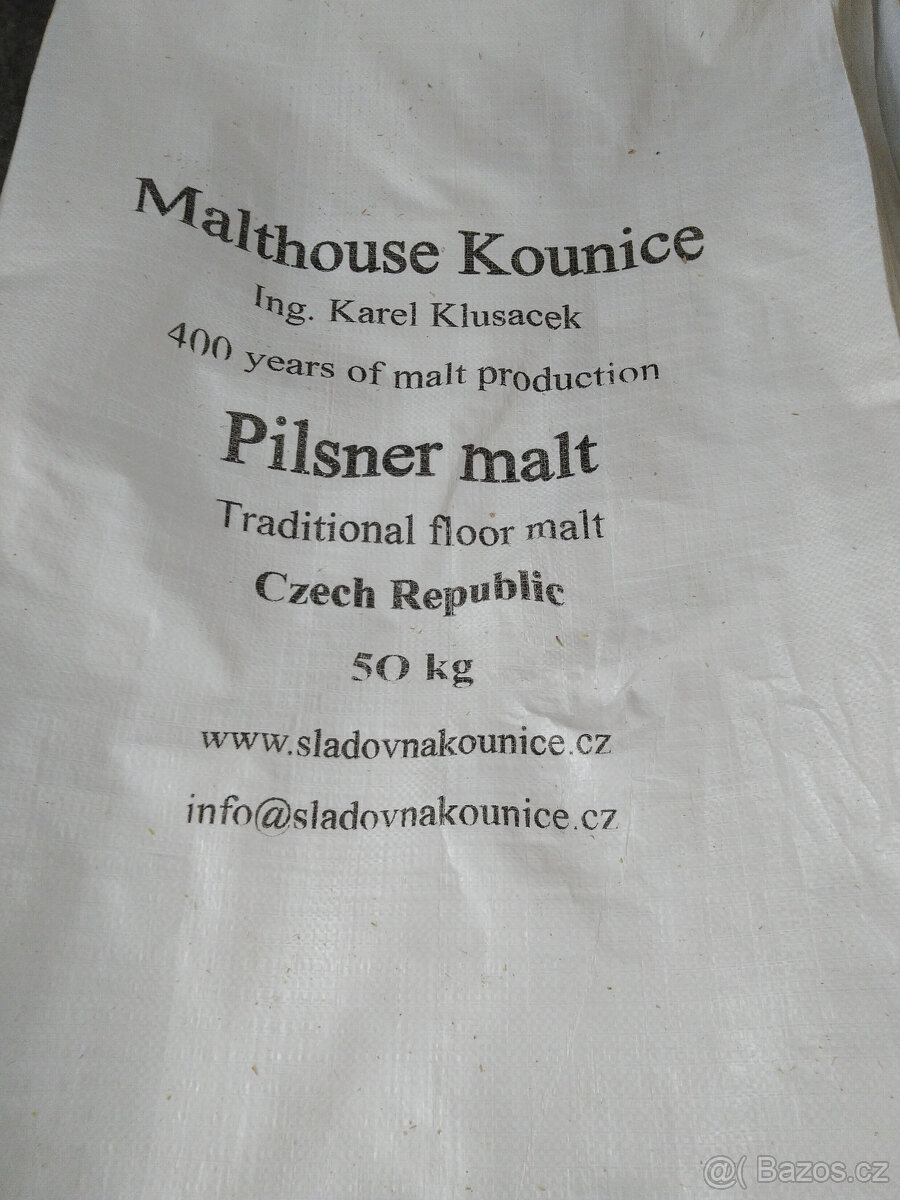 Malthouse Kounice
Ing. Karel Klusacek
400 years of malt production
Pilsner malt
Traditional floor malt
Czech Republic
50 kg
www.sladovnakounice.cz
info@sladovnakounice.cz
@( Bazos.cz